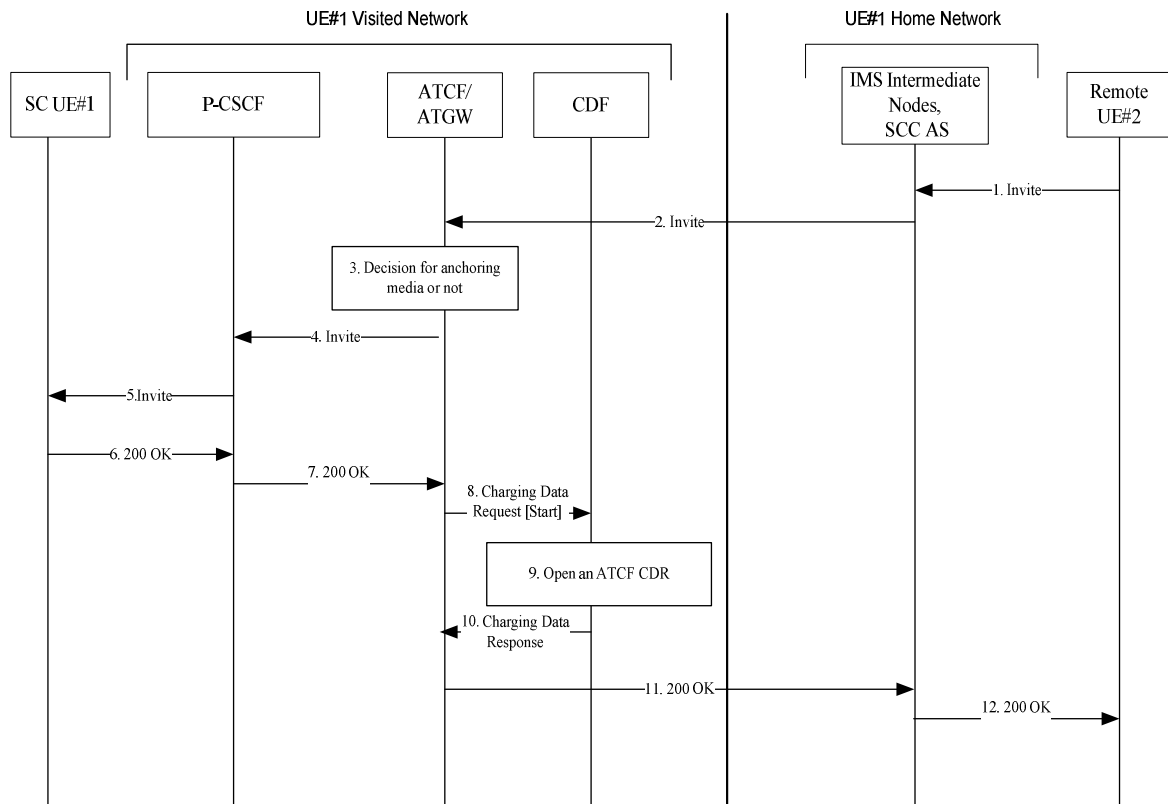 UE#1 Visited Network
UE#1 Home Network
SC UE#1
P-CSCF
ATCF/
ATGW
CDF
IMS Intermediate
Nodes,
SCC AS
Remote
UE#2
1. Invite
2. Invite
3. Decision for anchoring
media or not
4. Invite
5.Invite
6. 200 OK
7. 200 OK
8. Charging Data
Request [Start]
9. Open an ATCF CDR
10. Charging Data
Response
11. 200 OK
12. 200 OK